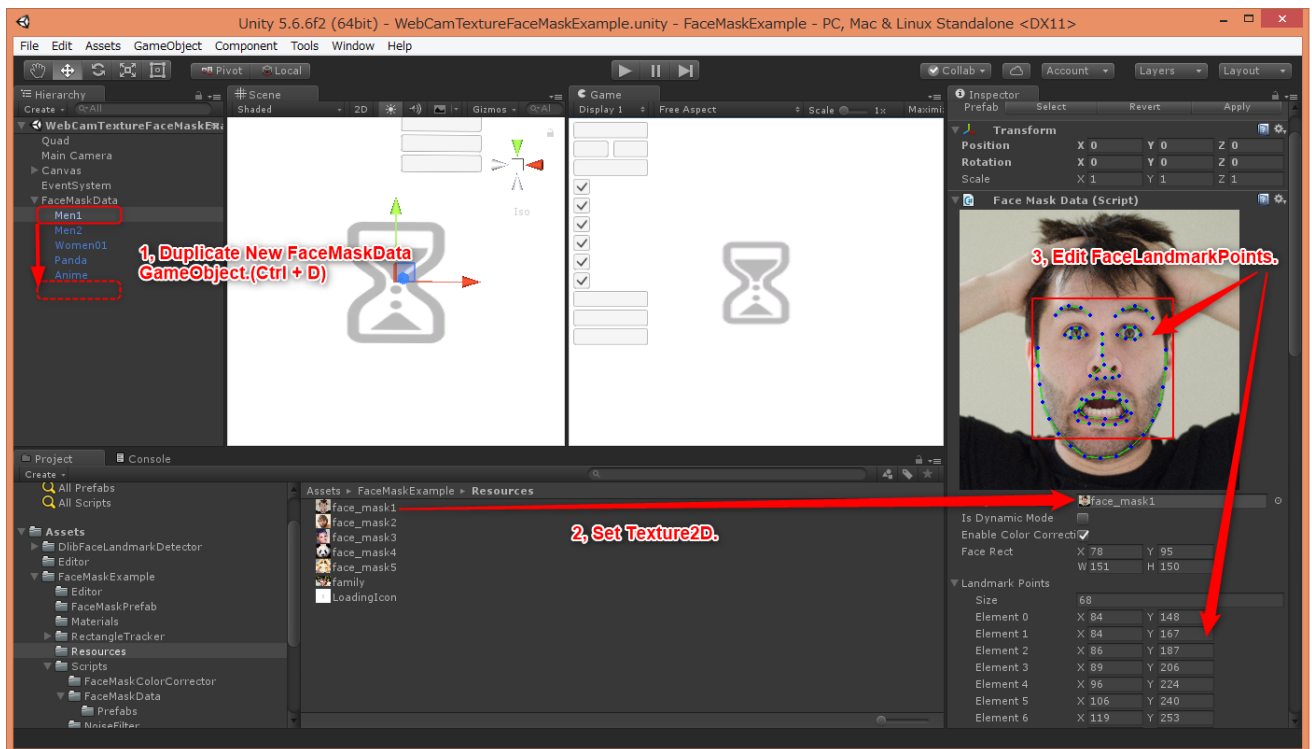 Unity 5.6.6f2 (64bit) - WebCamTextureFaceMaskExample.unity - FaceMaskExample - PC, Mac & Linux Standalone <DX11>
File Edit Assets GameObject Component Tools Window Help
Pivot Local
Collab Account Layers Layout
Hierarchy
Create All
WebCamTextureFaceMaskExa
Quad
Main Camera
Canvas
EventSystem
FaceMaskData
Men1
Men2
Women01
Panda
Anime
1, Duplicate New FaceMaskData
GameObject.(Ctrl + D)
Scene
Shaded 2D Gizmos All
Iso
Game
Display 1 Free Aspect Scale 1x Maximi
Inspector
Prefab Select Revert Apply
Transform
Position X 0 Y 0 Z 0
Rotation X 0 Y 0 Z 0
Scale X 1 Y 1 Z 1
Face Mask Data (Script)
3, Edit FaceLandmarkPoints.
face_mask1
Is Dynamic Mode
Enable Color Correcti
Face Rect X 78 Y 95
W 151 H 150
Landmark Points
Size 68
Element 0 X 84 Y 148
Element 1 X 84 Y 167
Element 2 X 86 Y 187
Element 3 X 89 Y 206
Element 4 X 96 Y 224
Element 5 X 106 Y 240
Element 6 X 119 Y 253
Project Console
Create
All Prefabs
All Scripts
Assets
DlibFaceLandmarkDetector
Editor
FaceMaskExample
Editor
FaceMaskPrefab
Materials
RectangleTracker
Resources
Scripts
FaceMaskColorCorrector
FaceMaskData
Prefabs
NoiseFilter
Assets FaceMaskExample Resources
face_mask1
face_mask2
face_mask3
face_mask4
face_mask5
family
LoadingIcon
2, Set Texture2D.